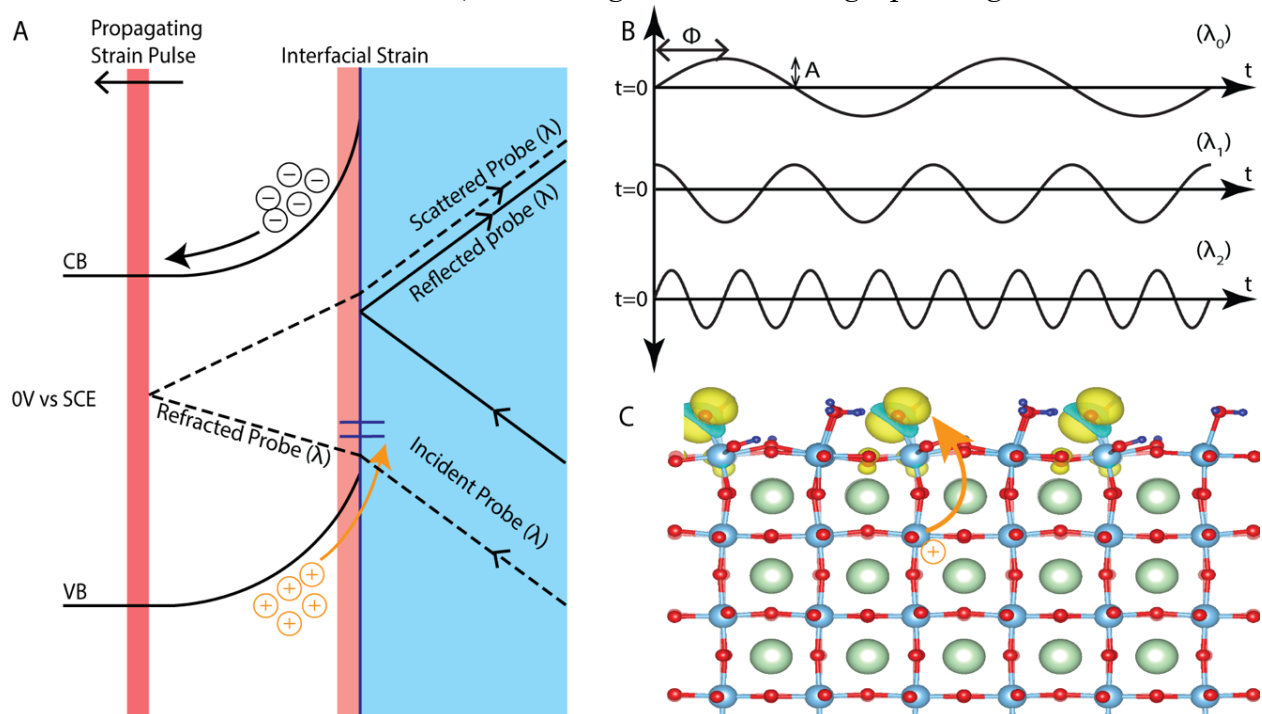 A
Propagating
Strain Pulse
Interfacial Strain
Scattered Probe (λ)
Reflected probe (λ)
CB
0V vs SCE
Refracted Probe (λ)
Incident Probe (λ)
VB
− − − − −
+ + + + + +
B
Φ
A
(λ₀)
t=0
t
(λ₁)
t=0
t
(λ₂)
t=0
t
C
+